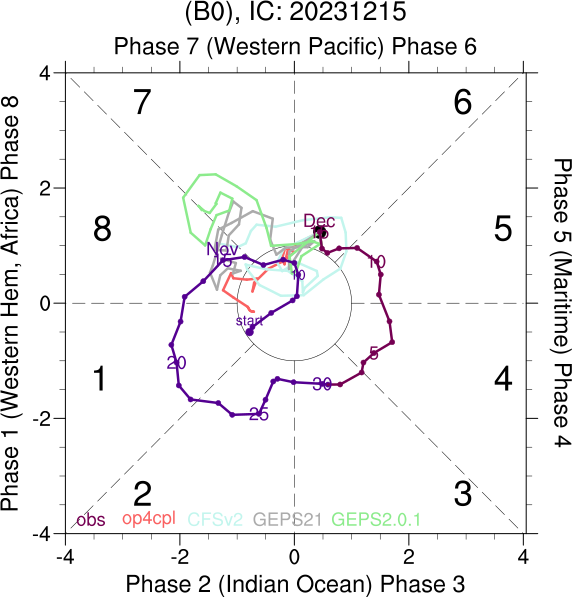 (B0), IC: 20231215
Phase 7 (Western Pacific) Phase 6
4
7
6
Phase 1 (Western Hem, Africa) Phase 8
Phase 5 (Maritime) Phase 4
2
8
Dec
5
Nov
10
10
0
start
5
20
1
4
30
-2
25
2
3
obs op4cpl CFSv2 GEPS21 GEPS2.0.1
-4
-4 -2 0 2 4
Phase 2 (Indian Ocean) Phase 3